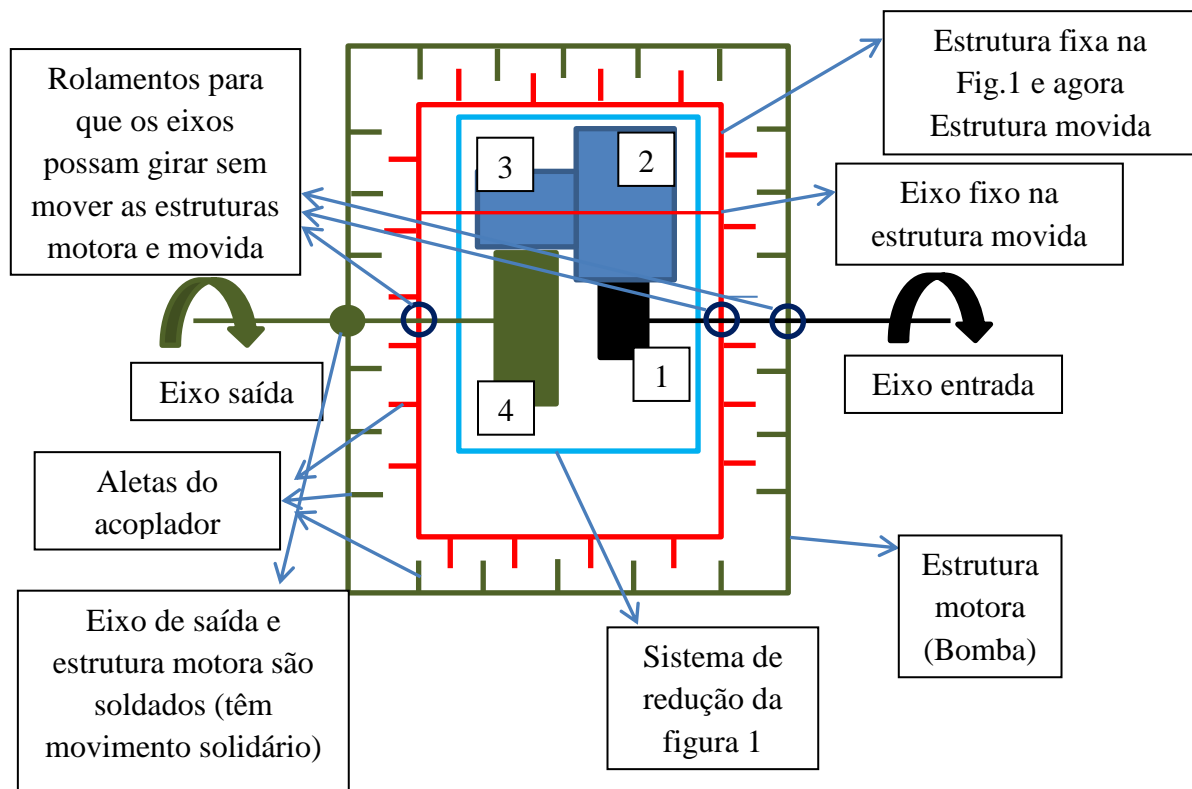 Rolamentos para
que os eixos
possam girar sem
mover as estruturas
motora e movida
Estrutura fixa na
Fig.1 e agora
Estrutura movida
Eixo fixo na
estrutura movida
3
2
1
4
Eixo saída
Eixo entrada
Aletas do
acoplador
Eixo de saída e
estrutura motora são
soldados (têm
movimento solidário)
Sistema de
redução da
figura 1
Estrutura
motora
(Bomba)